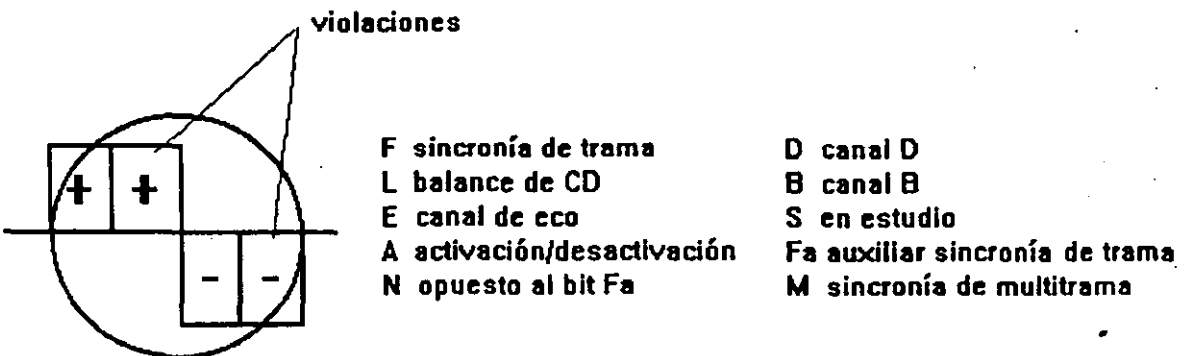 violaciones
+ + - -
F sincronía de trama
L balance de CD
E canal de eco
A activación/desactivación
N opuesto al bit Fa
D canal D
B canal B
S en estudio
Fa auxiliar sincronía de trama
M sincronía de multitrama